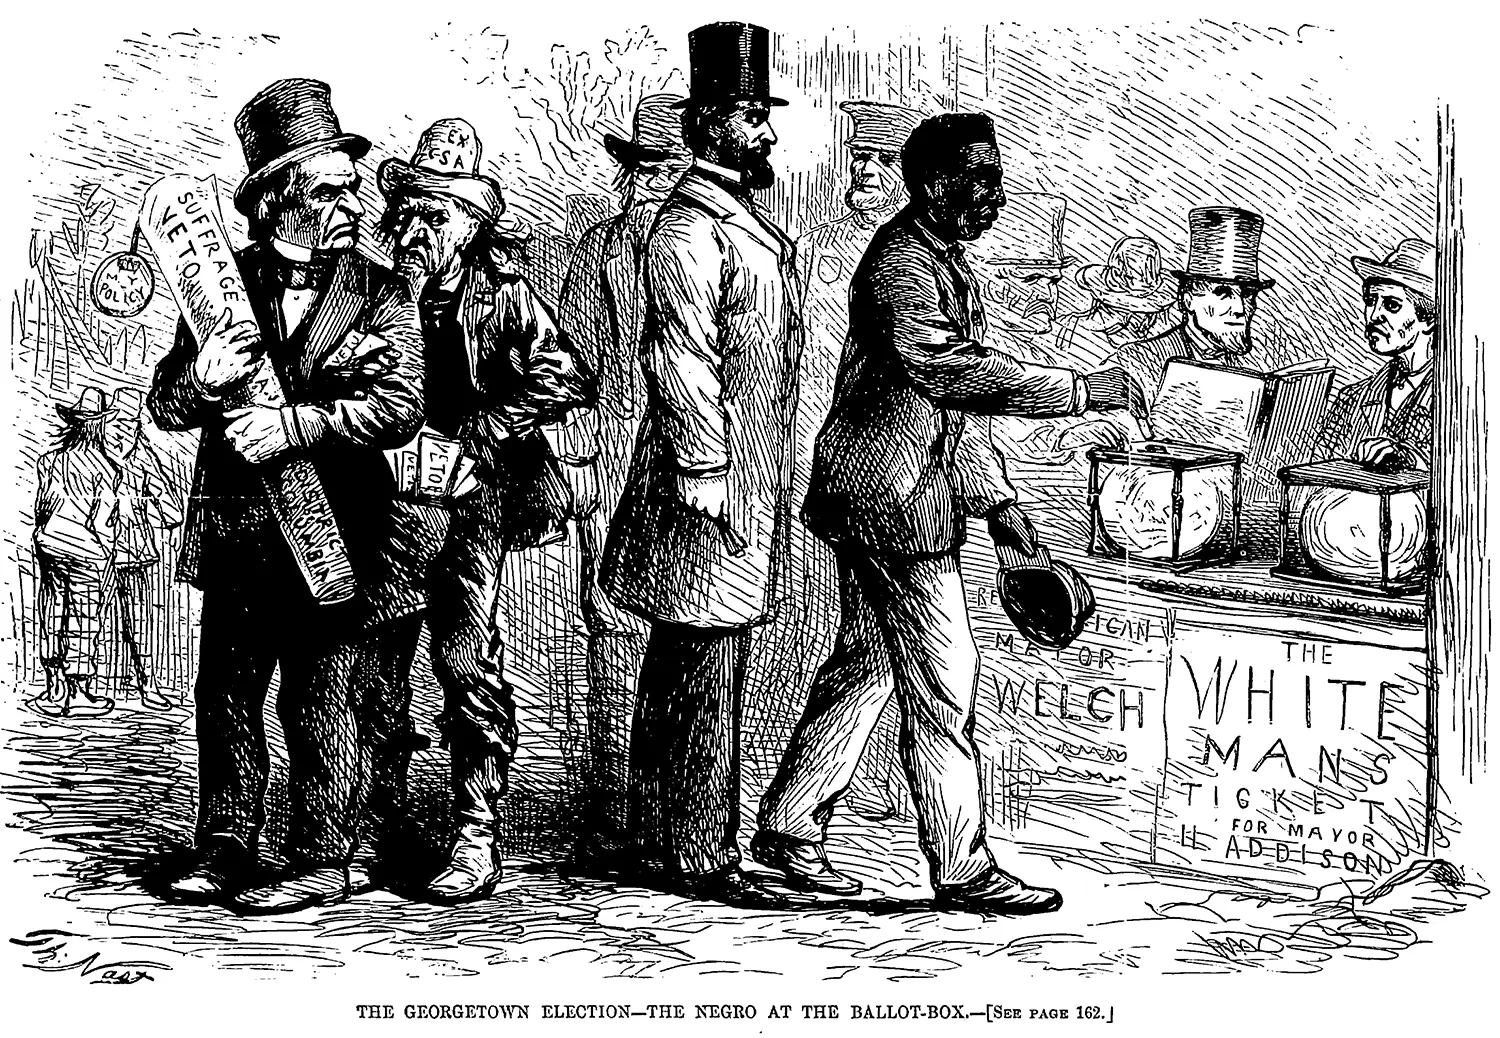 SUFFRAGE
VETO
MY
POLICY
EX
CSA
VETO
DISTRICT
COLUMBIA
MAYOR
WELCH
THE
WHITE
MANS
TICKET
FOR MAYOR
H ADDISON
Th. Nast
THE GEORGETOWN ELECTION—THE NEGRO AT THE BALLOT-BOX.—[SEE PAGE 162.]